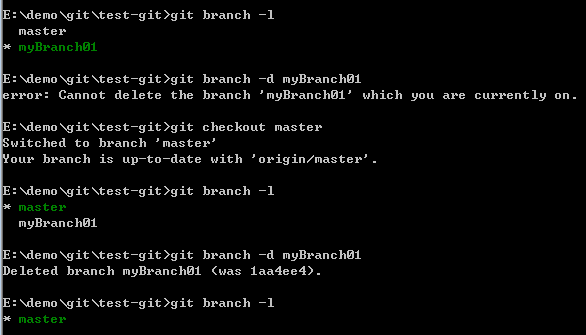 E:\demo\git\test-git>git branch -l
  master
* myBranch01
E:\demo\git\test-git>git branch -d myBranch01
error: Cannot delete the branch 'myBranch01' which you are currently on.
E:\demo\git\test-git>git checkout master
Switched to branch 'master'
Your branch is up-to-date with 'origin/master'.
E:\demo\git\test-git>git branch -l
* master
  myBranch01
E:\demo\git\test-git>git branch -d myBranch01
Deleted branch myBranch01 (was 1aa4ee4).
E:\demo\git\test-git>git branch -l
* master